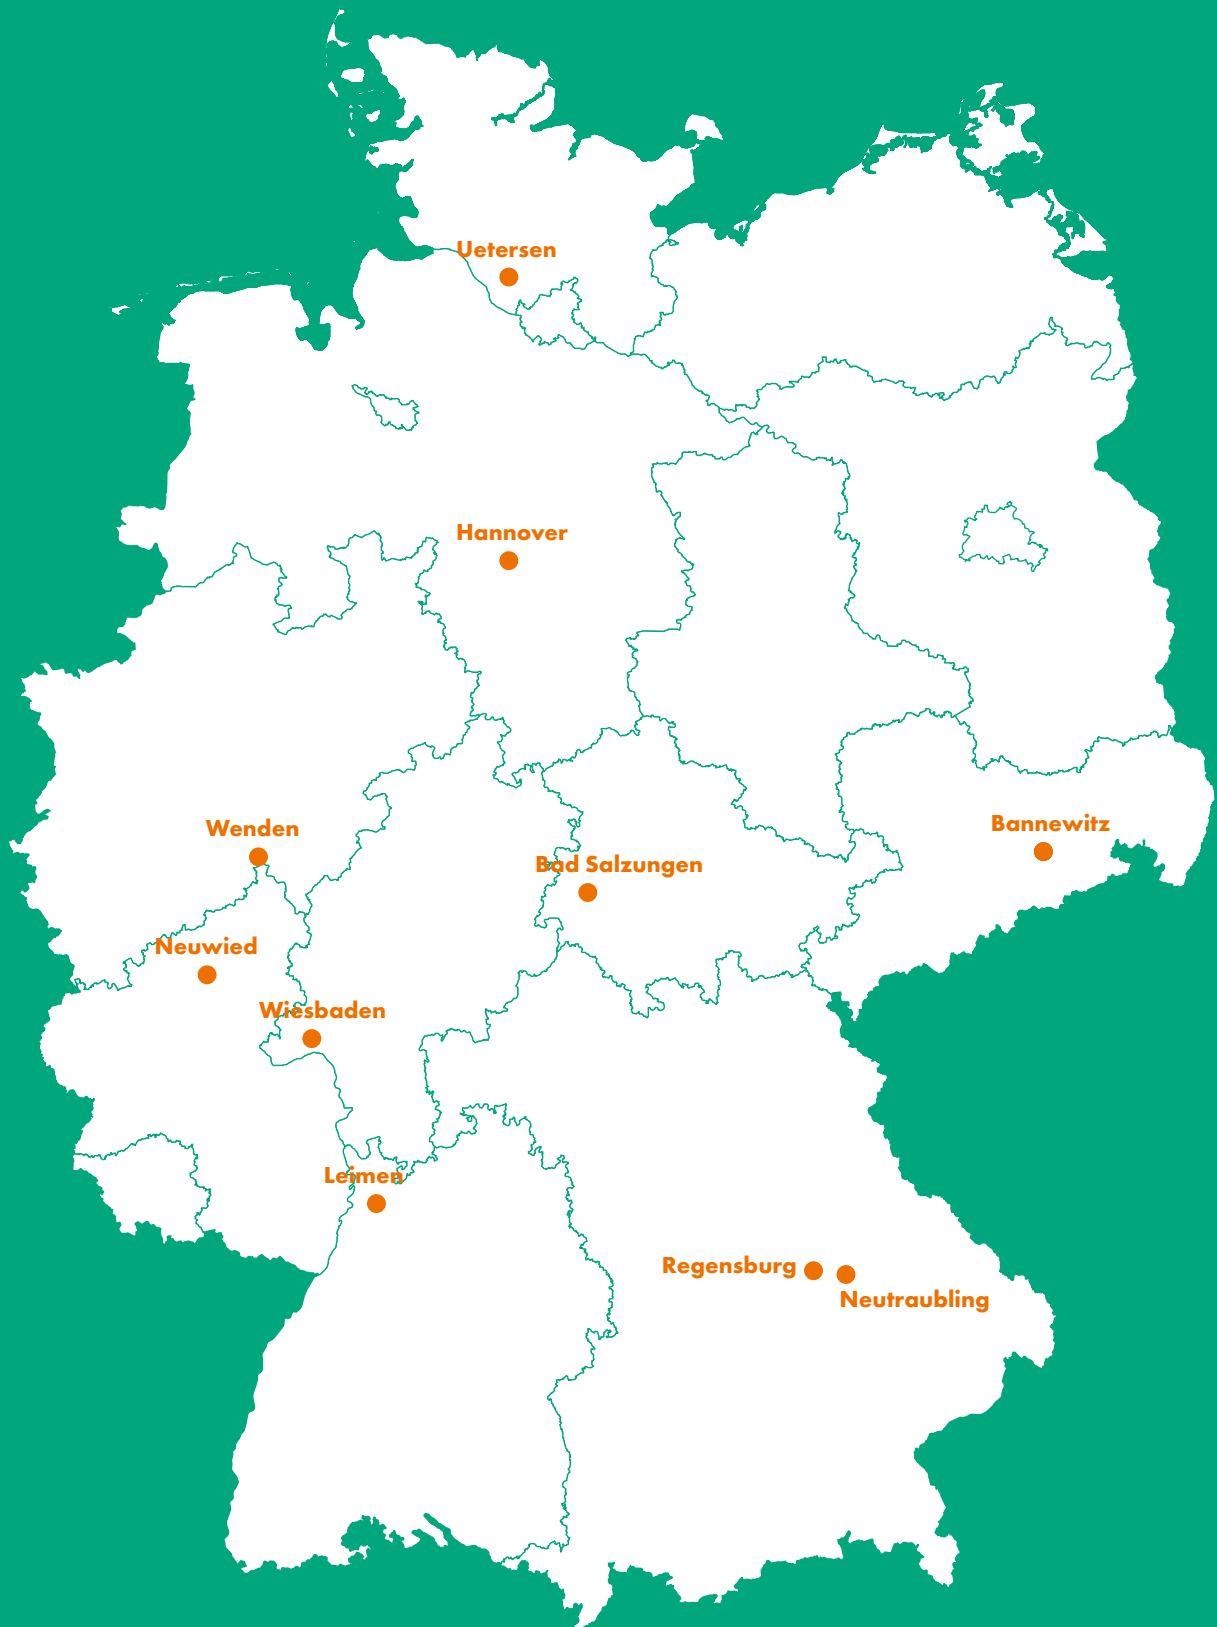 Uetersen
Hannover
Wenden
Bannewitz
Bad Salzungen
Neuwied
Wiesbaden
Leimen
Regensburg
Neutraubling